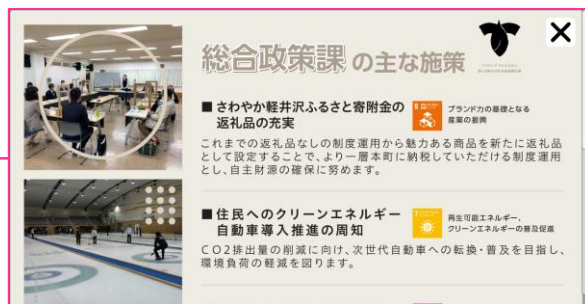 総合政策課 の主な施策
■ さわやか軽井沢ふるさと寄附金の
返礼品の充実
9
ブランド力の基礎となる
産業の振興
これまでの返礼品なしの制度運用から魅力ある商品を新たに返礼品
として設定することで、より一層本町に納税していただける制度運用
とし、自主財源の確保に努めます。
■ 住民へのクリーンエネルギー
自動車導入推進の周知
7
再生可能エネルギー、
クリーンエネルギーの普及促進
CO2排出量の削減に向け、次世代自動車への転換・普及を目指し、
環境負荷の軽減を図ります。